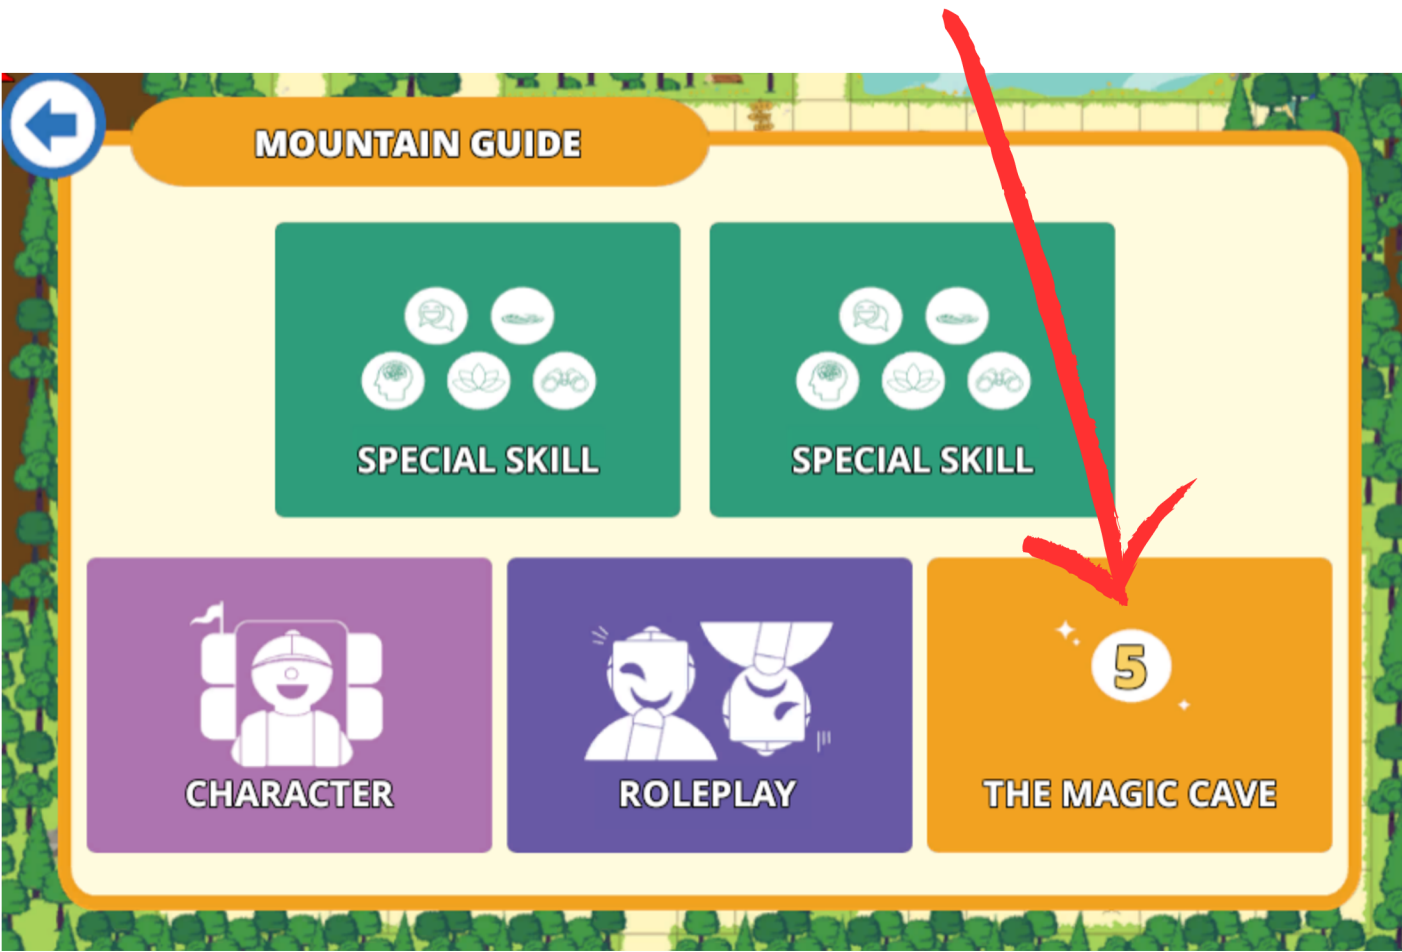 MOUNTAIN GUIDE
SPECIAL SKILL
SPECIAL SKILL
CHARACTER
ROLEPLAY
5
THE MAGIC CAVE